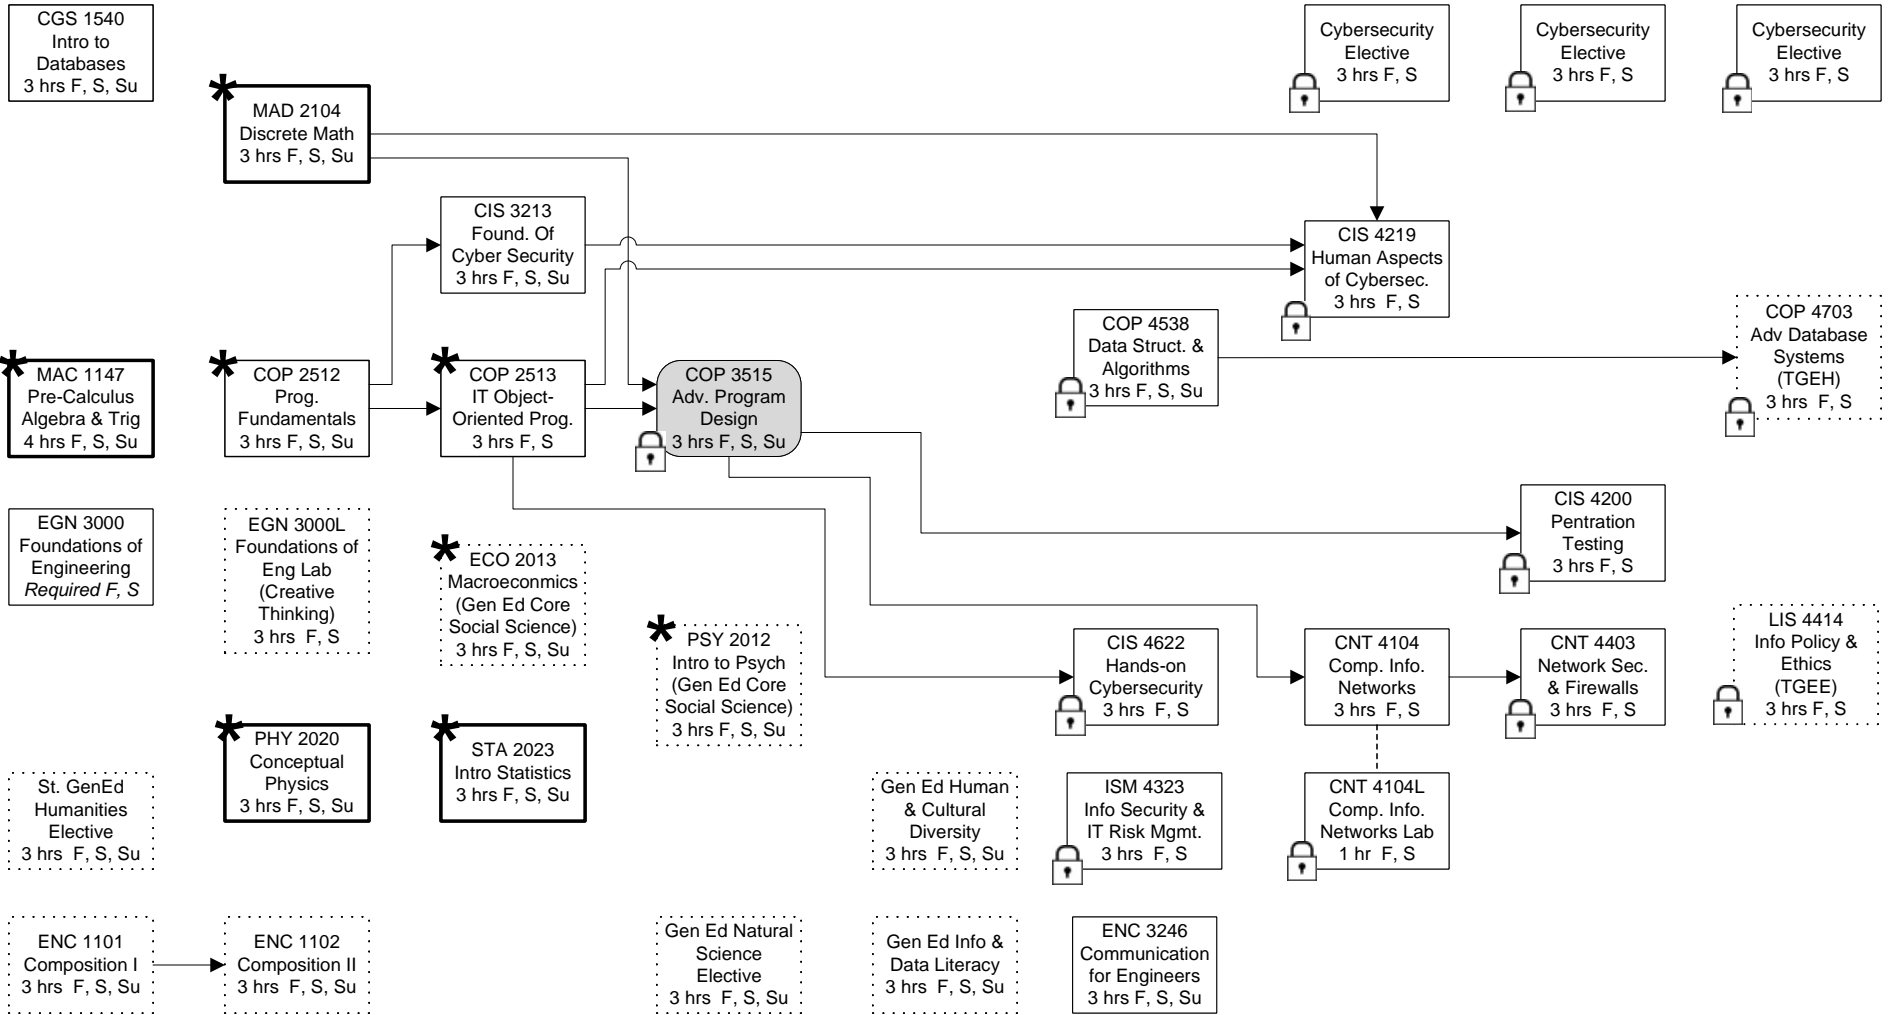 CGS 1540
Intro to
Databases
3 hrs F, S, Su
Cybersecurity
Elective
3 hrs F, S
Cybersecurity
Elective
3 hrs F, S
Cybersecurity
Elective
3 hrs F, S
*
MAD 2104
Discrete Math
3 hrs F, S, Su
CIS 3213
Found. Of
Cyber Security
3 hrs F, S, Su
CIS 4219
Human Aspects
of Cybersec.
3 hrs F, S
COP 4538
Data Struct. &
Algorithms
3 hrs F, S, Su
COP 4703
Adv Database
Systems
(TGEH)
3 hrs F, S
*
MAC 1147
Pre-Calculus
Algebra & Trig
4 hrs F, S, Su
*
COP 2512
Prog.
Fundamentals
3 hrs F, S, Su
*
COP 2513
IT Object-
Oriented Prog.
3 hrs F, S
COP 3515
Adv. Program
Design
3 hrs F, S, Su
EGN 3000
Foundations of
Engineering
Required F, S
EGN 3000L
Foundations of
Eng Lab
(Creative
Thinking)
3 hrs F, S
*
ECO 2013
Macroeconmics
(Gen Ed Core
Social Science)
3 hrs F, S, Su
*
PSY 2012
Intro to Psych
(Gen Ed Core
Social Science)
3 hrs F, S, Su
CIS 4200
Pentration
Testing
3 hrs F, S
CIS 4622
Hands-on
Cybersecurity
3 hrs F, S
CNT 4104
Comp. Info.
Networks
3 hrs F, S
CNT 4403
Network Sec.
& Firewalls
3 hrs F, S
LIS 4414
Info Policy &
Ethics
(TGEE)
3 hrs F, S
*
PHY 2020
Conceptual
Physics
3 hrs F, S, Su
*
STA 2023
Intro Statistics
3 hrs F, S, Su
St. GenEd
Humanities
Elective
3 hrs F, S, Su
Gen Ed Human
& Cultural
Diversity
3 hrs F, S, Su
ISM 4323
Info Security &
IT Risk Mgmt.
3 hrs F, S
CNT 4104L
Comp. Info.
Networks Lab
1 hr F, S
ENC 1101
Composition I
3 hrs F, S, Su
ENC 1102
Composition II
3 hrs F, S, Su
Gen Ed Natural
Science
Elective
3 hrs F, S, Su
Gen Ed Info &
Data Literacy
3 hrs F, S, Su
ENC 3246
Communication
for Engineers
3 hrs F, S, Su